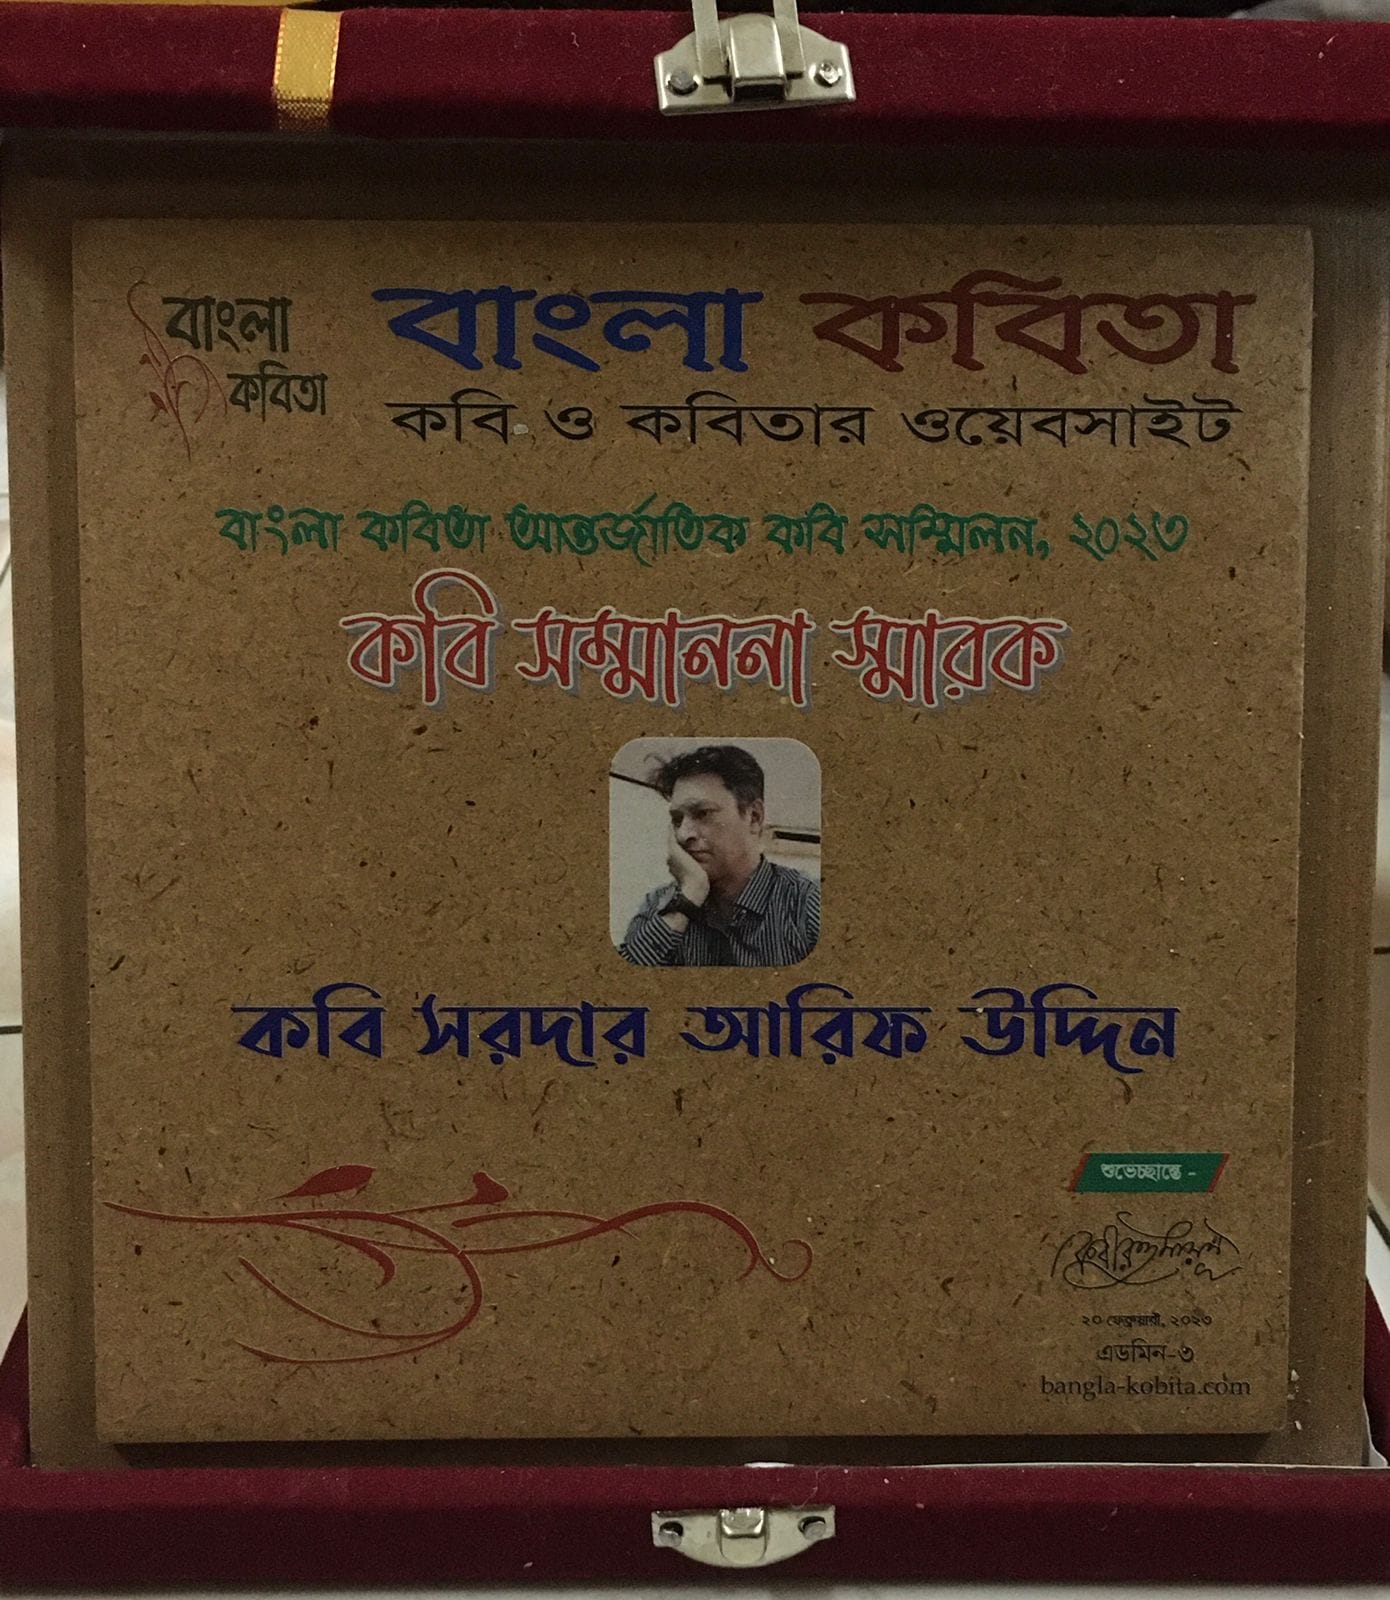 বাংলা
কবিতা
বাংলা কবিতা
কবি ও কবিতার ওয়েবসাইট
বাংলা কবিতা আন্তর্জাতিক কবি সম্মিলন, ২০২৩
কবি সম্মাননা স্মারক
কবি সরদার আরিফ উদ্দিন
শুভেচ্ছান্তে -
২০ ফেব্রুয়ারী, ২০২৩
এডমিন-৩
bangla-kobita.com